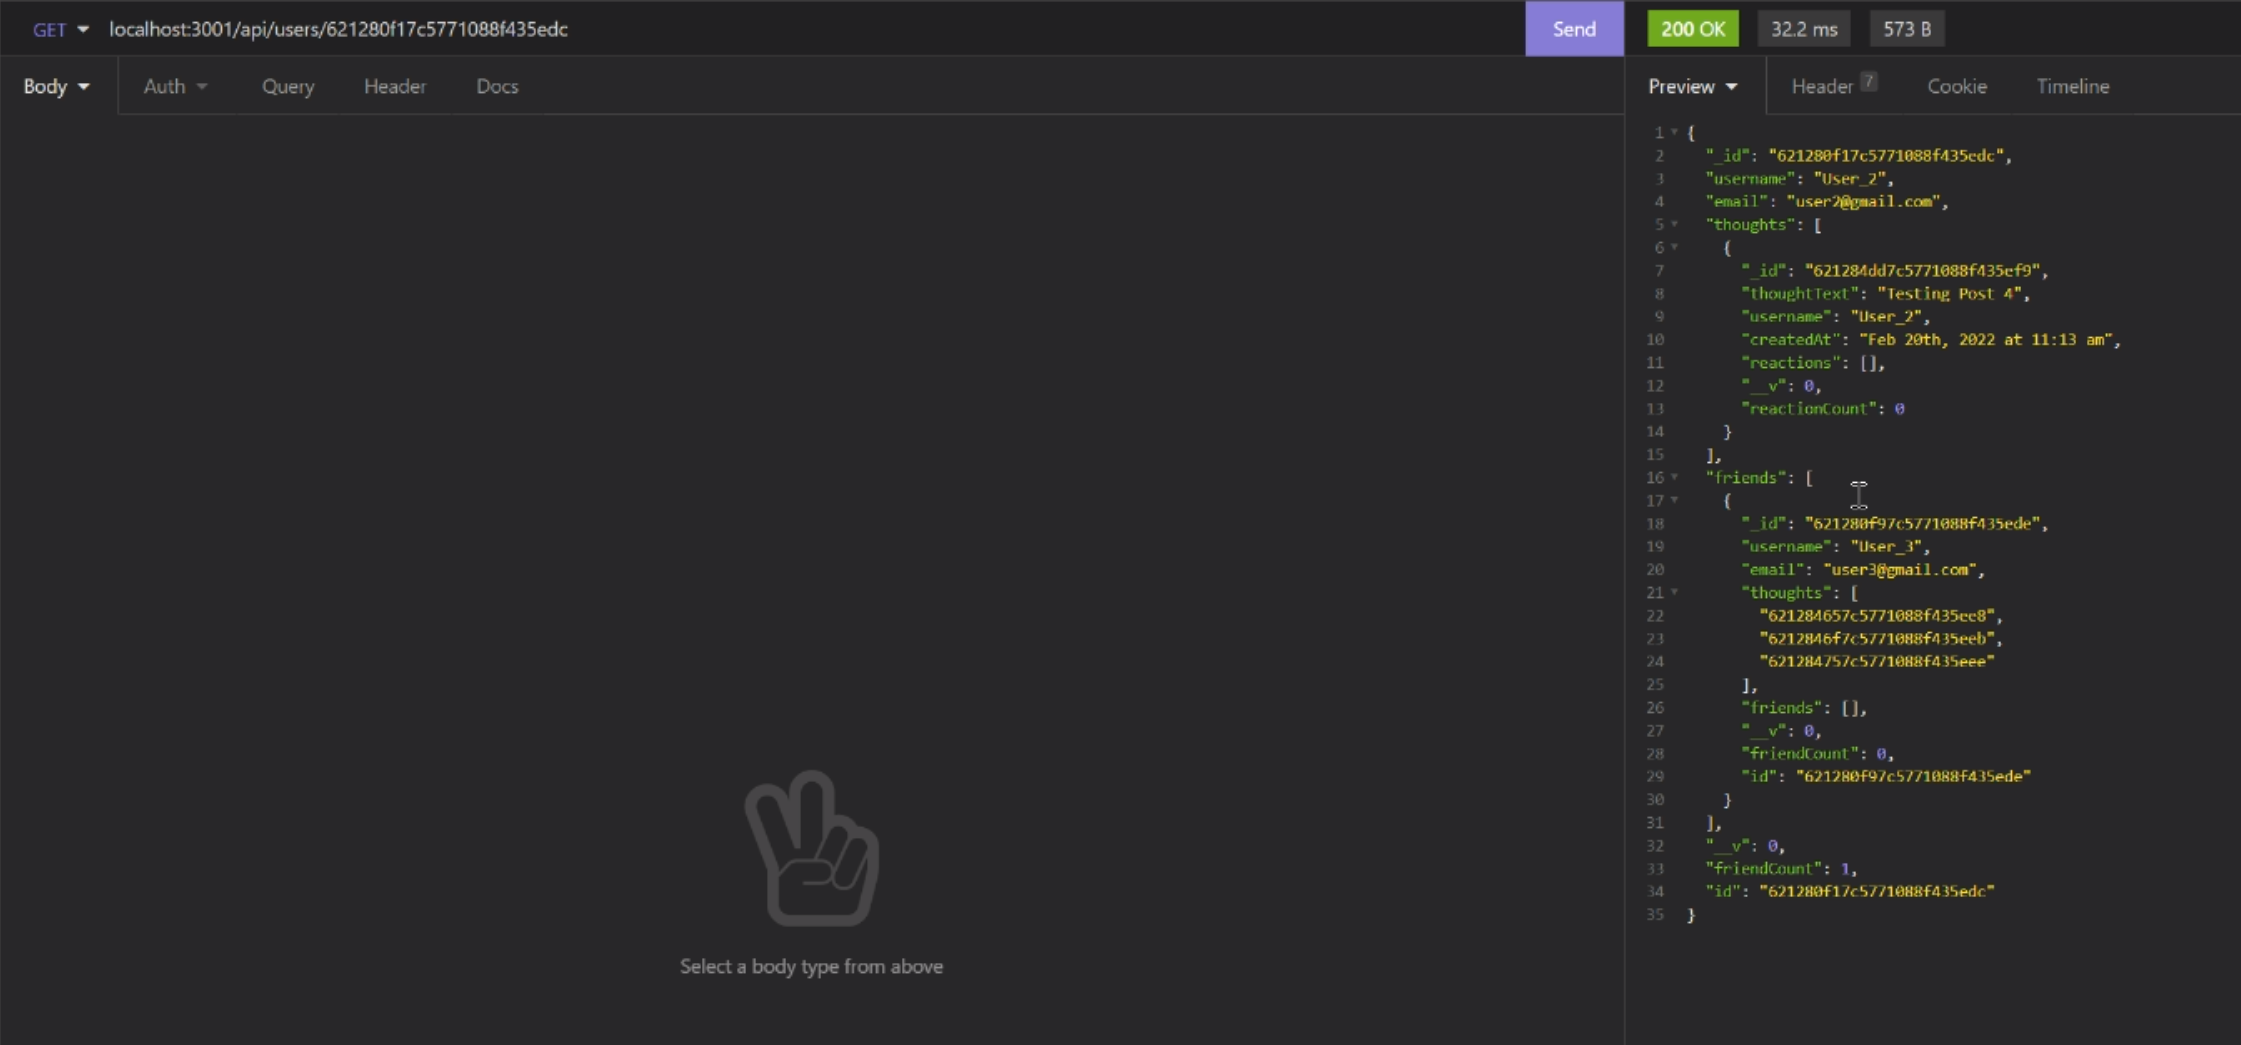 GET localhost:3001/api/users/621280f17c5771088f435edc Send 200 OK 32.2 ms 573 B
Body Auth Query Header Docs Preview Header 7 Cookie Timeline
1 {
2 "_id": "621280f17c5771088f435edc",
3 "username": "User_2",
4 "email": "user2@gmail.com",
5 "thoughts": [
6 {
7 "_id": "621284dd7c5771088f435ef9",
8 "thoughtText": "Testing Post 4",
9 "username": "User_2",
10 "createdAt": "Feb 20th, 2022 at 11:13 am",
11 "reactions": [],
12 "__v": 0,
13 "reactionCount": 0
14 }
15 ],
16 "friends": [
17 {
18 "_id": "621280f97c5771088f435ede",
19 "username": "User_3",
20 "email": "user3@gmail.com",
21 "thoughts": [
22 "621284657c5771088f435ee8",
23 "6212846f7c5771088f435eeb",
24 "621284757c5771088f435eee"
25 ],
26 "friends": [],
27 "__v": 0,
28 "friendCount": 0,
29 "id": "621280f97c5771088f435ede"
30 }
31 ],
32 "__v": 0,
33 "friendCount": 1,
34 "id": "621280f17c5771088f435edc"
35 }
Select a body type from above